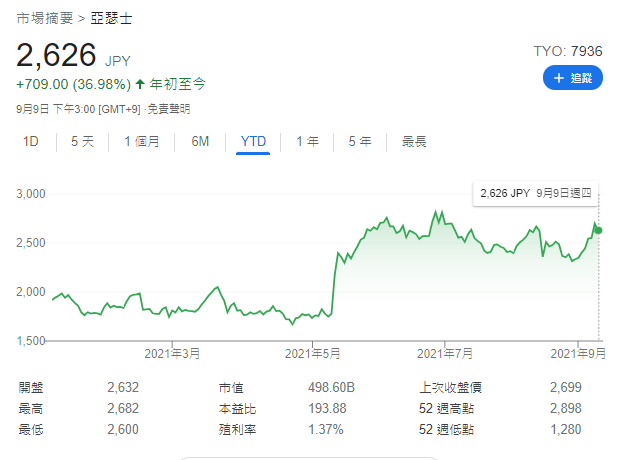 市場摘要 > 亞瑟士
2,626 JPY
TYO: 7936
+709.00 (36.98%) 年初至今
追蹤
9月9日 下午3:00 [GMT+9] ·免責聲明
1D 5 天 1 個月 6M YTD 1 年 5 年 最長
2,626 JPY 9月9日週四
3,000
2,500
2,000
1,500
2021年3月 2021年5月 2021年7月 2021年9月
開盤 2,632 市值 498.60B 上次收盤價 2,699
最高 2,682 本益比 193.88 52 週高點 2,898
最低 2,600 殖利率 1.37% 52 週低點 1,280